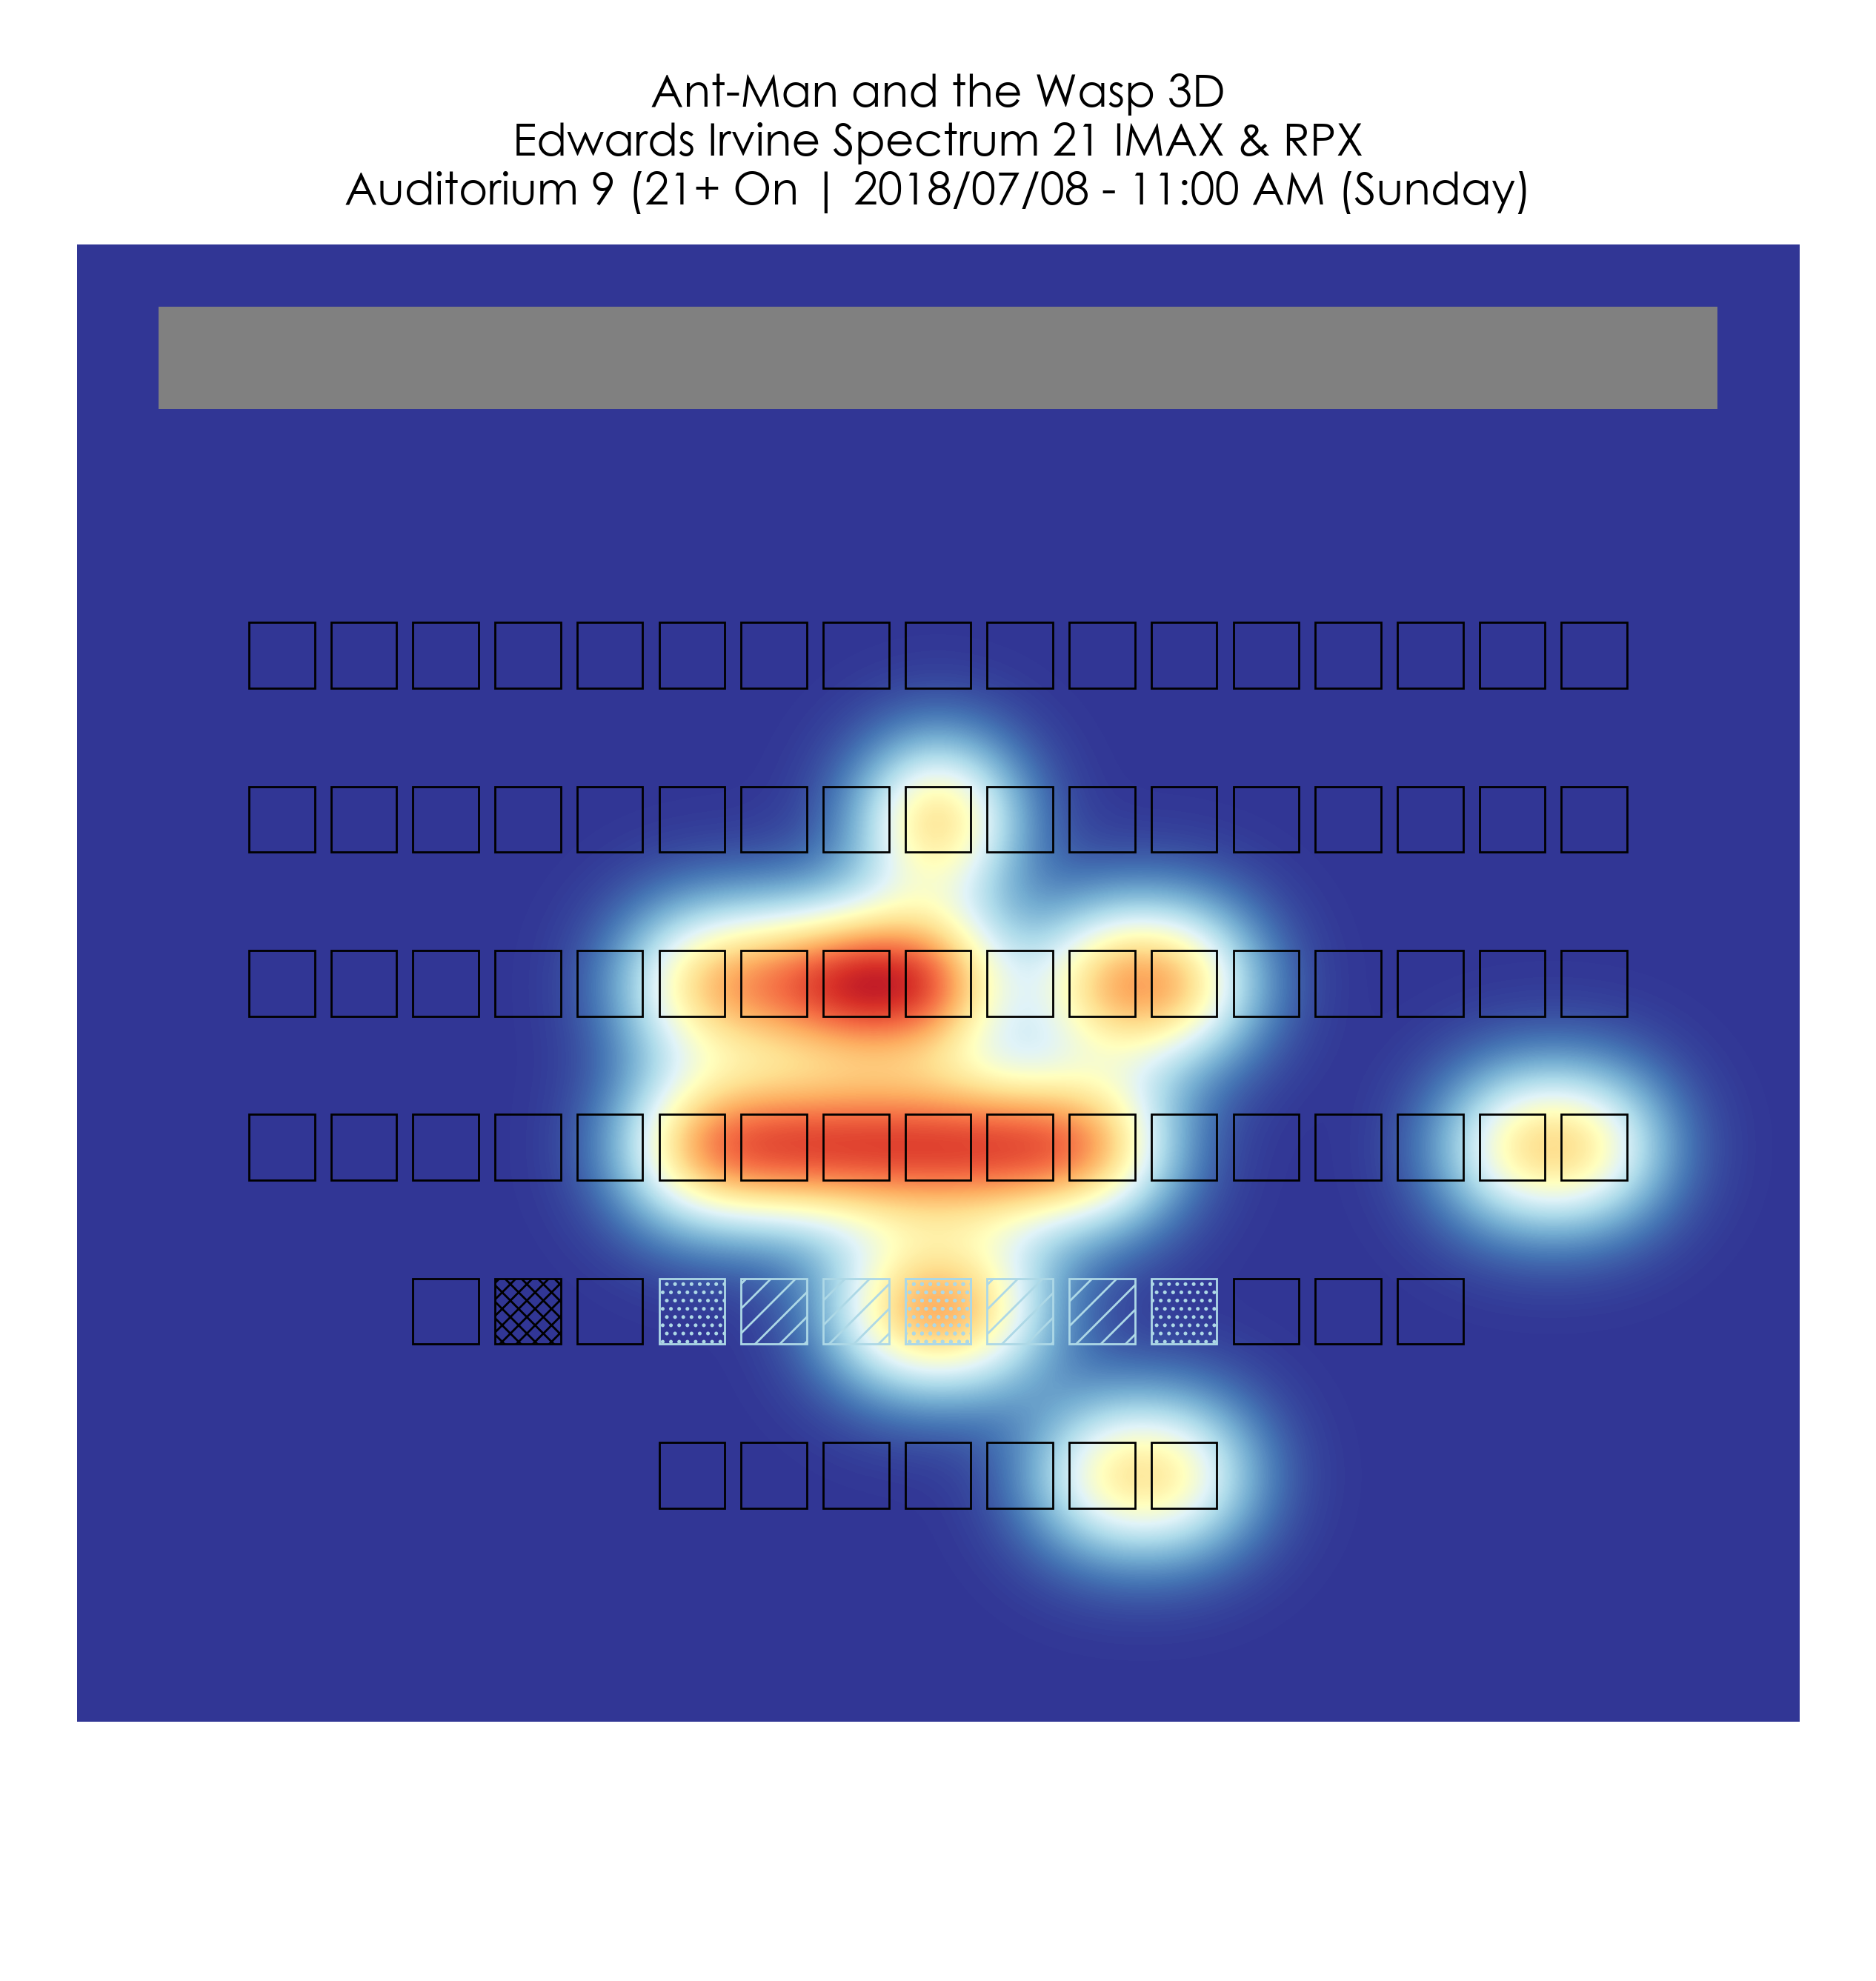 Ant-Man and the Wasp 3D
Edwards Irvine Spectrum 21 IMAX & RPX
Auditorium 9 (21+ On | 2018/07/08 - 11:00 AM (Sunday)